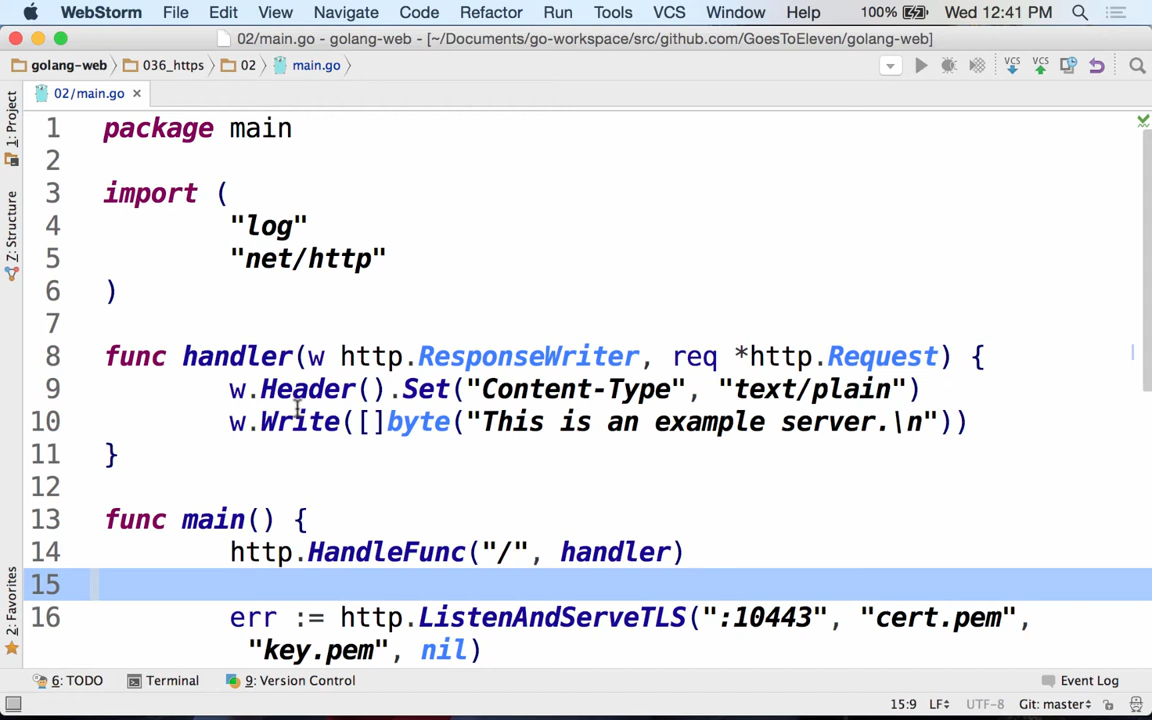 WebStorm File Edit View Navigate Code Refactor Run Tools VCS Window Help 100% Wed 12:41 PM
02/main.go - golang-web - [~/Documents/go-workspace/src/github.com/GoesToEleven/golang-web]
golang-web 036_https 02 main.go VCS VCS
02/main.go ×
1: Project
Z: Structure
2: Favorites
1 package main
2
3 import (
4 "log"
5 "net/http"
6 )
7
8 func handler(w http.ResponseWriter, req *http.Request) {
9 w.Header().Set("Content-Type", "text/plain")
10 w.Write([]byte("This is an example server.\n"))
11 }
12
13 func main() {
14 http.HandleFunc("/", handler)
15
16 err := http.ListenAndServeTLS(":10443", "cert.pem",
"key.pem", nil)
6: TODO Terminal 9: Version Control Event Log
15:9 LF÷ UTF-8 Git: master÷